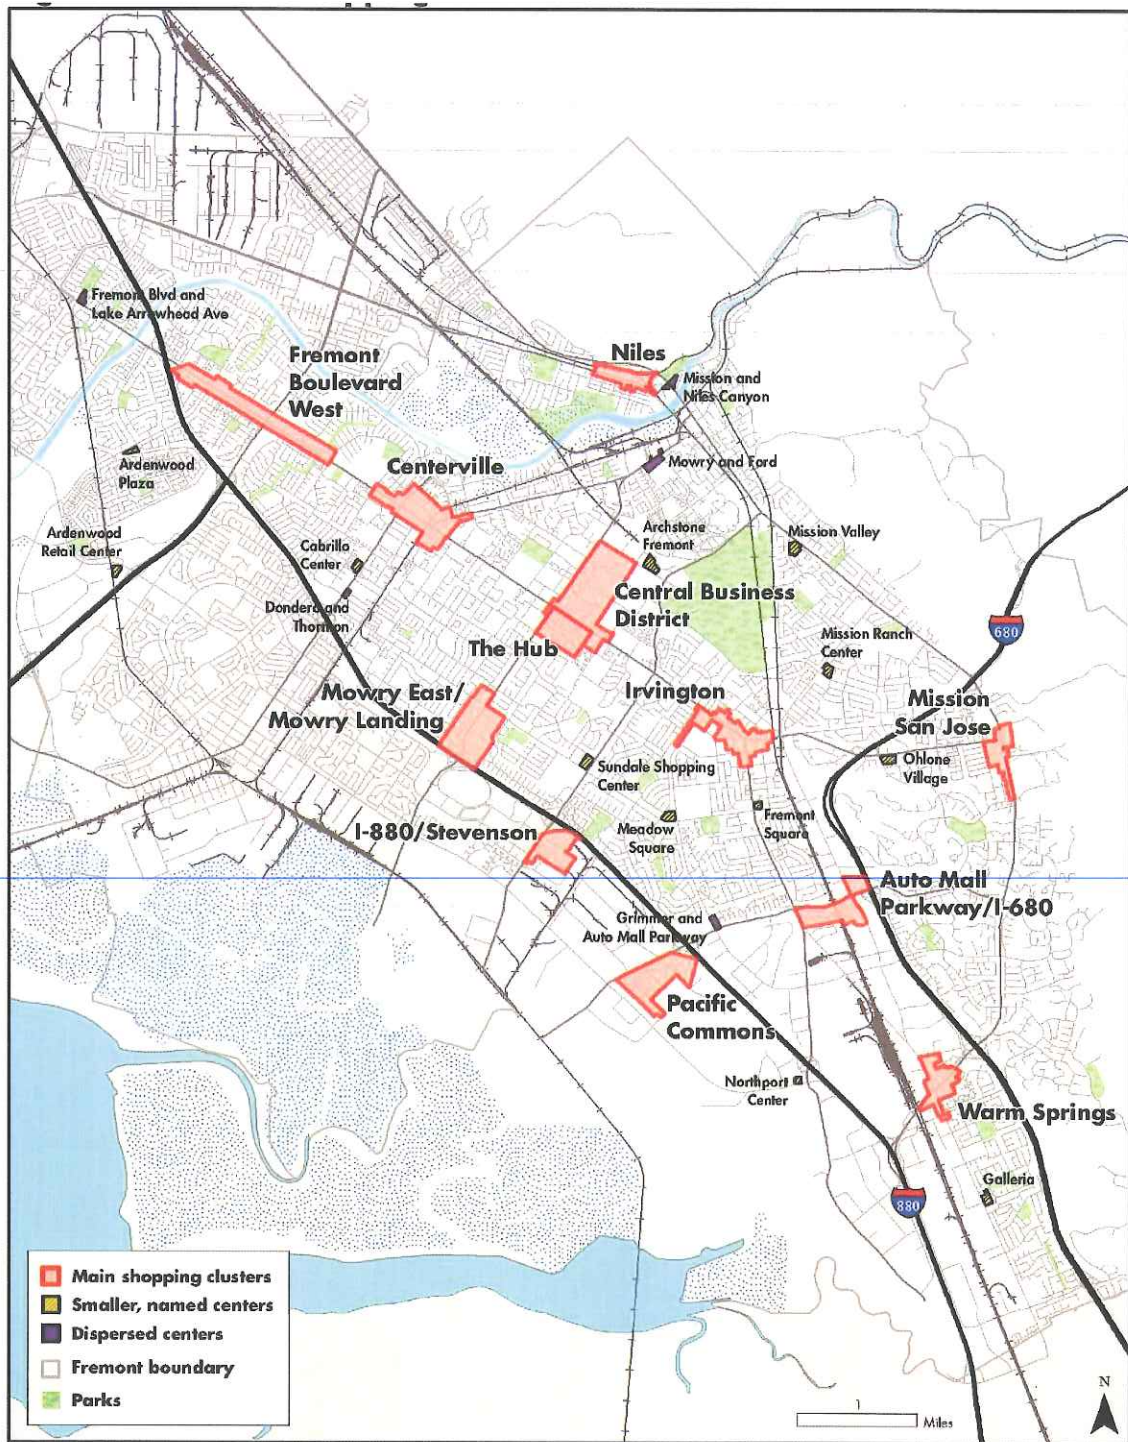 Fremont Blvd and
Lake Arrowhead Ave
Fremont
Boulevard
West
Niles
Mission and
Niles Canyon
Ardenwood
Plaza
Centerville
Mowry and Ford
Ardenwood
Retail Center
Cabrillo
Center
Archstone
Fremont
Mission Valley
Central Business
District
Dondero and
Thornton
The Hub
680
Mission Ranch
Center
Mowry East/
Mowry Landing
Irvington
Mission
San Jose
Sundale Shopping
Center
Ohlone
Village
I-880/Stevenson
Meadow
Square
Fremont
Square
Auto Mall
Parkway/I-680
Grimmer and
Auto Mall Parkway
Pacific
Commons
Northport
Center
Warm Springs
Galleria
880
Main shopping clusters
Smaller, named centers
Dispersed centers
Fremont boundary
Parks
1
Miles
N